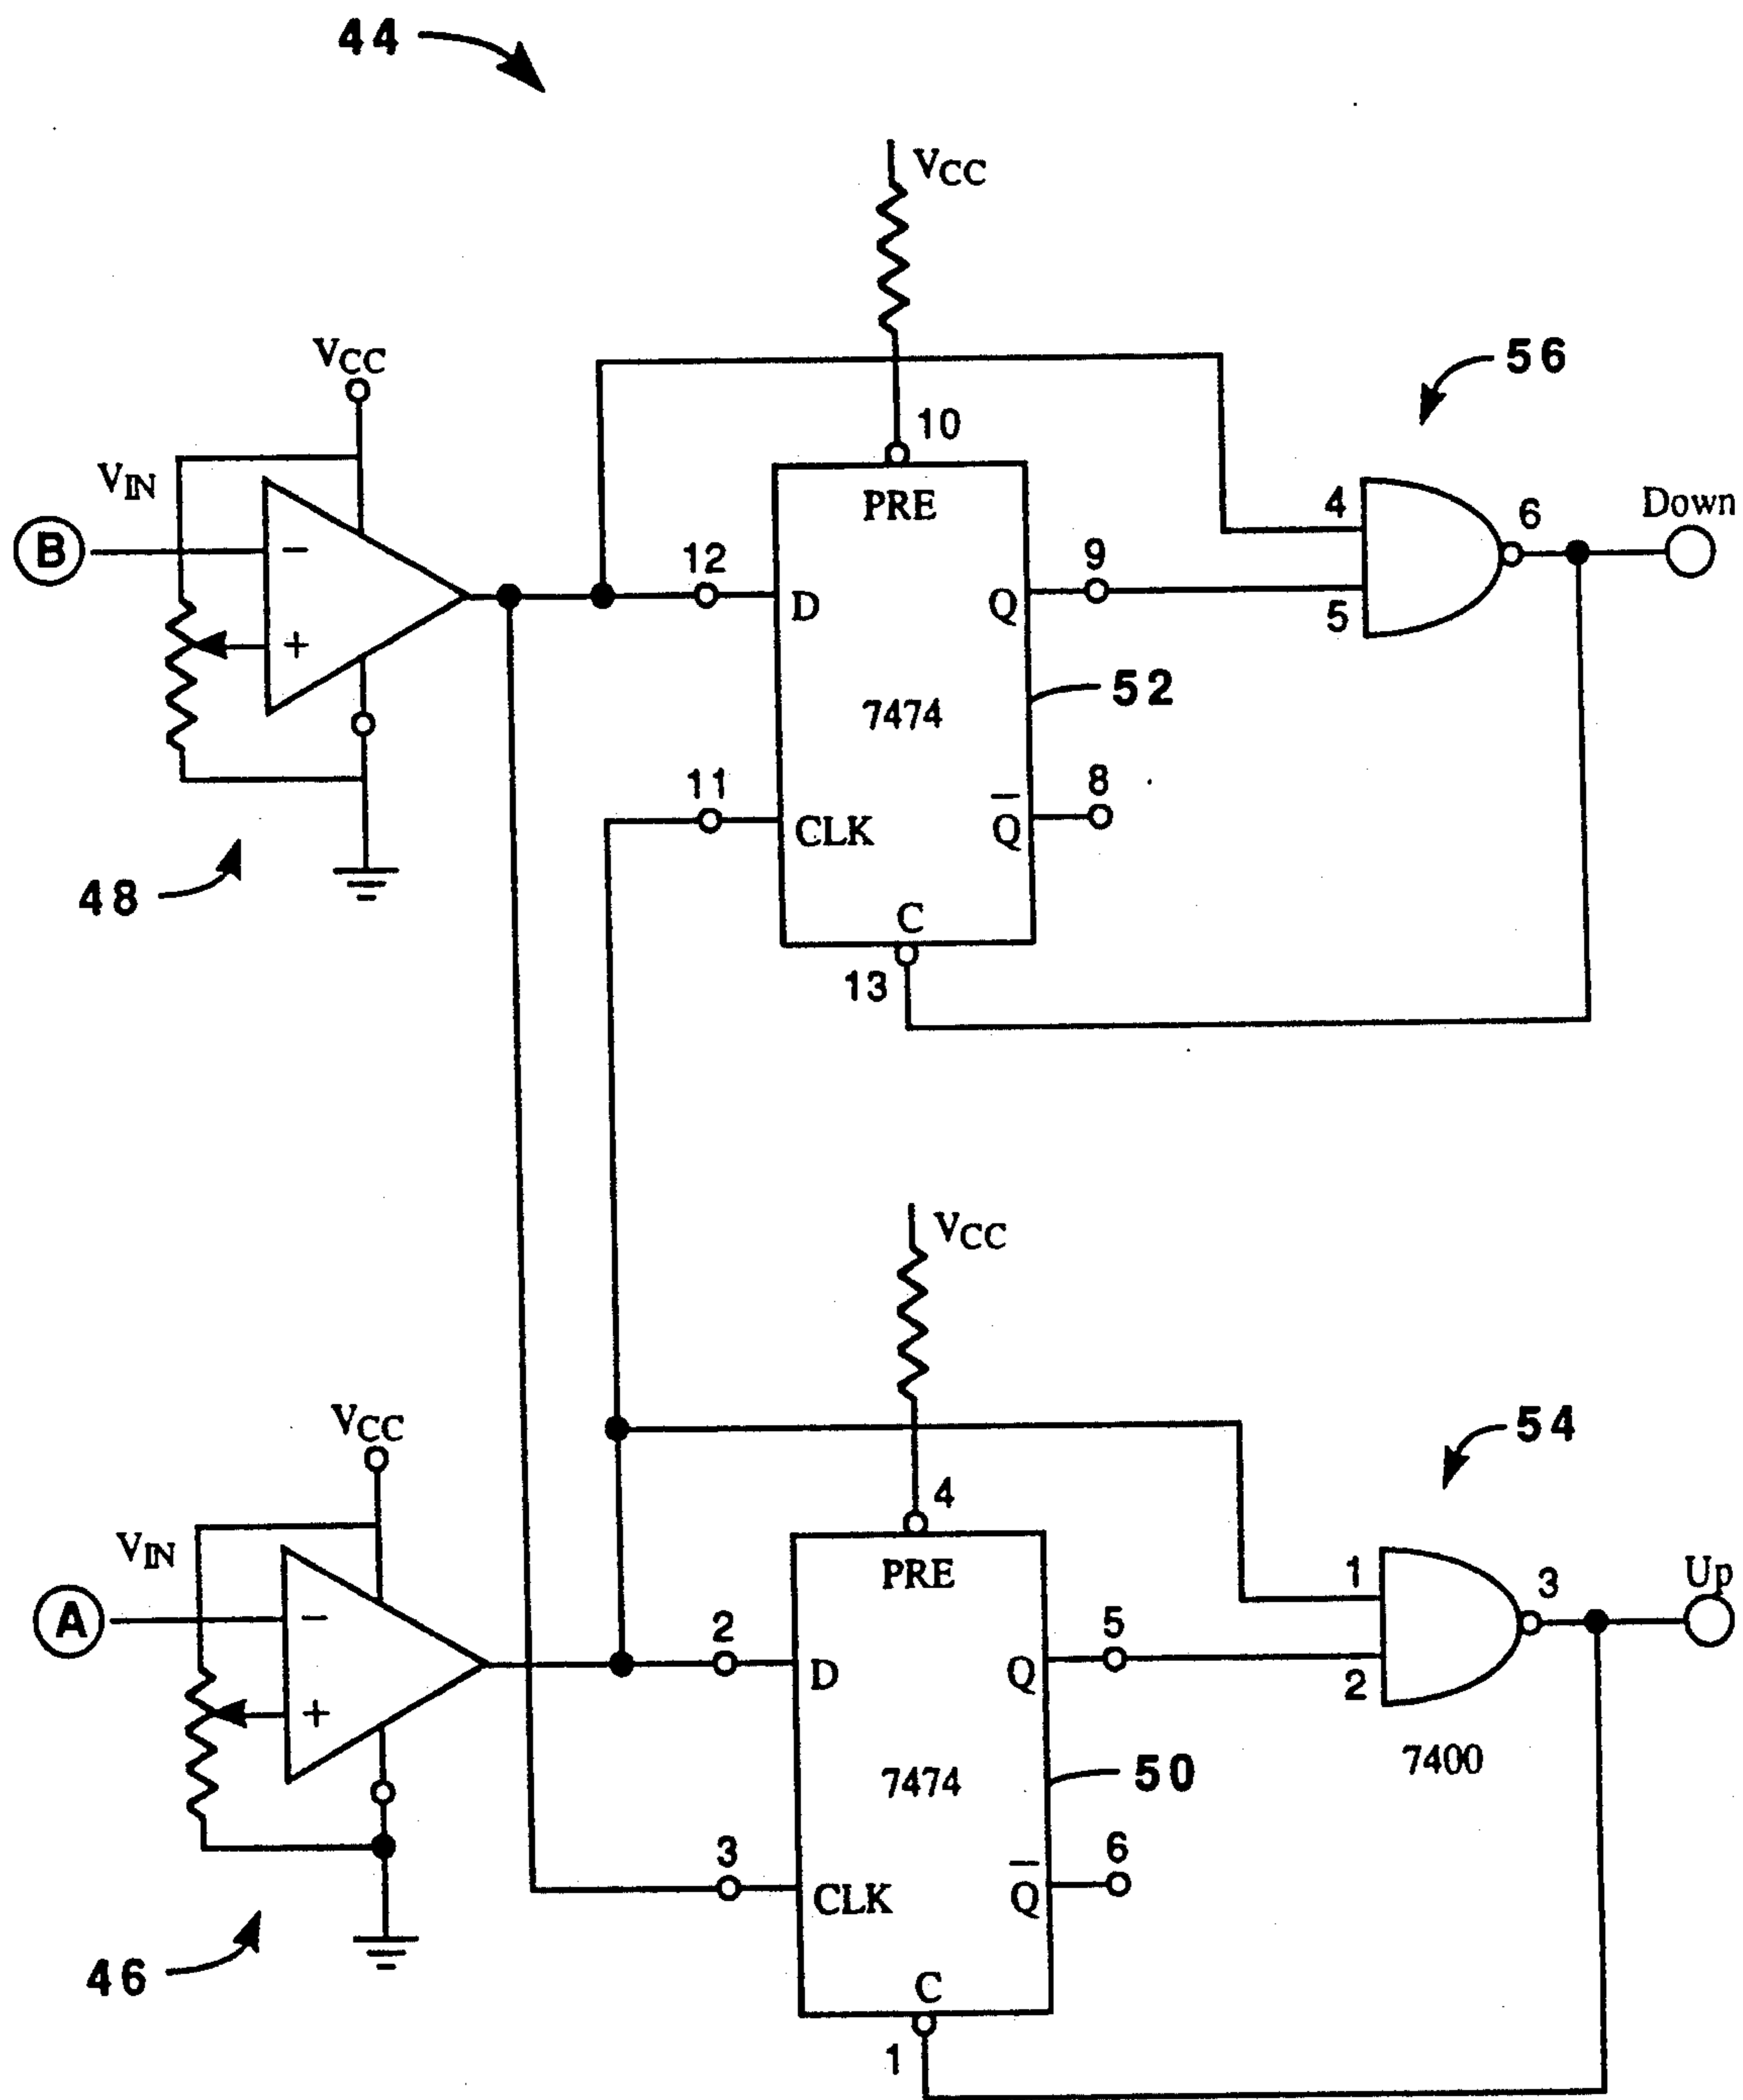 44
VCC
56
VCC
10
VIN
PRE
4
6
Down
B
−
12
9
D
Q
5
+
52
7474
11
8
CLK
Q̅
48
C
13
VCC
54
VCC
4
VIN
PRE
1
3
Up
A
−
2
5
D
Q
2
+
7400
7474
50
3
6
CLK
Q̅
46
C
1